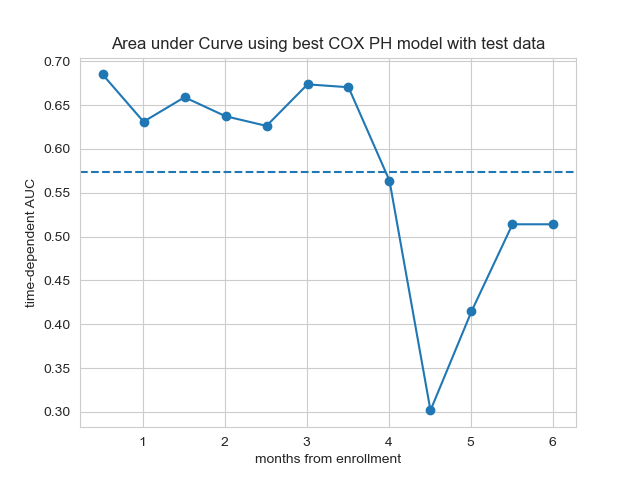 Area under Curve using best COX PH model with test data
time-dependent AUC
0.70
0.65
0.60
0.55
0.50
0.45
0.40
0.35
0.30
1 2 3 4 5 6
months from enrollment